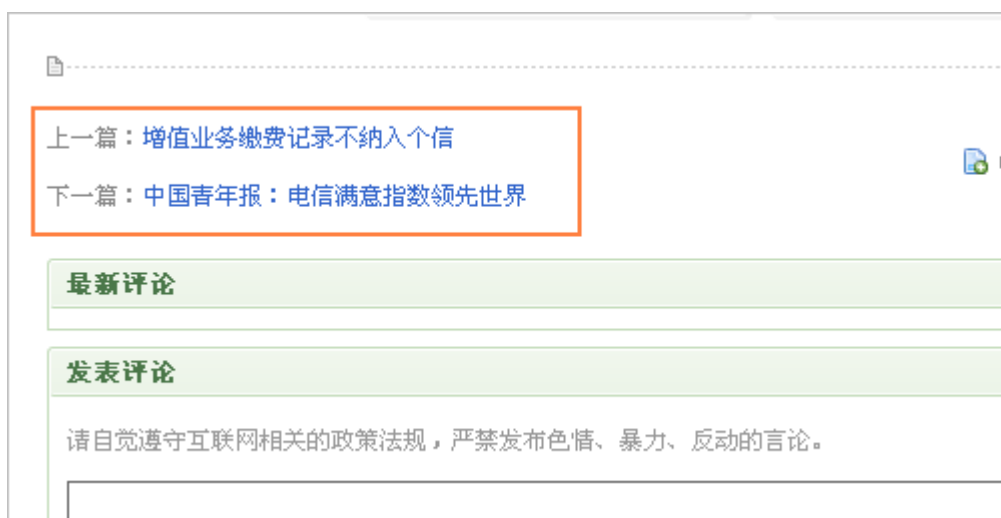 上一篇：增值业务缴费记录不纳入个信
下一篇：中国青年报：电信满意指数领先世界
最新评论
发表评论
请自觉遵守互联网相关的政策法规，严禁发布色情、暴力、反动的言论。